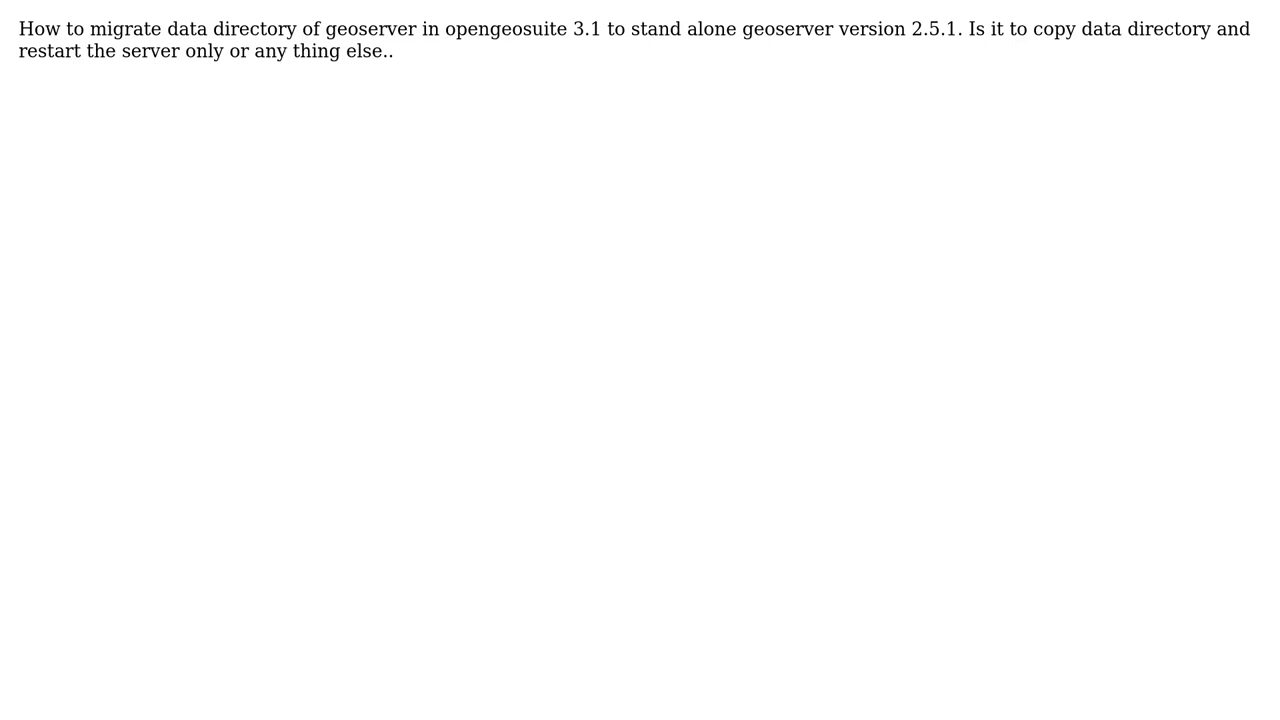 How to migrate data directory of geoserver in opengeosuite 3.1 to stand alone geoserver version 2.5.1. Is it to copy data directory and
restart the server only or any thing else..